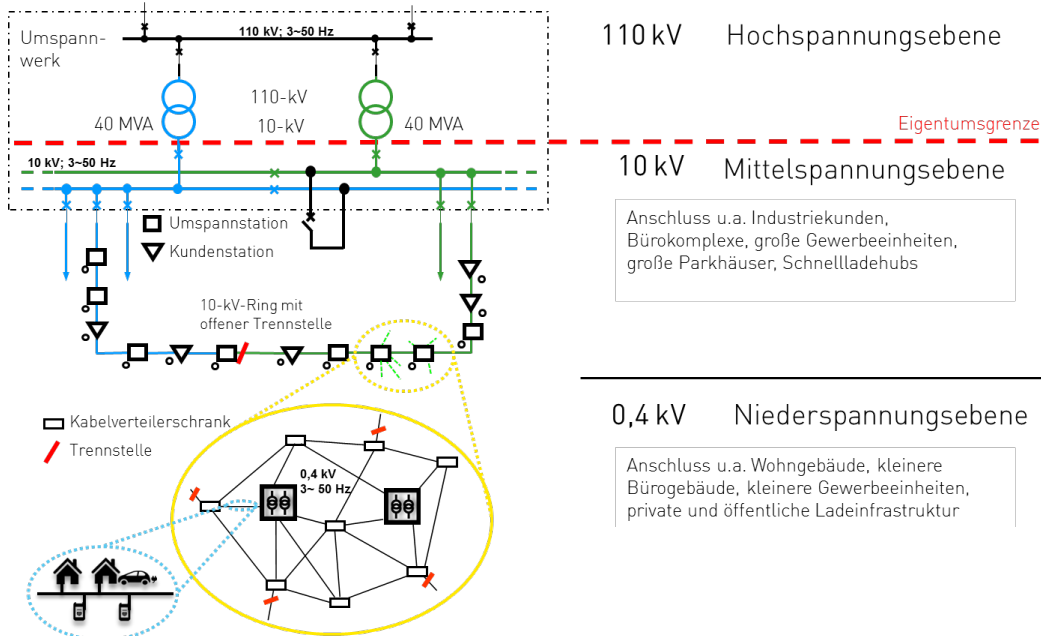 Umspann-
werk
110 kV; 3~50 Hz
110-kV
10-kV
40 MVA
40 MVA
10 kV; 3~50 Hz
Umspannstation
Kundenstation
10-kV-Ring mit
offener Trennstelle
Kabelverteilerschrank
Trennstelle
0,4 kV
3~ 50 Hz
110 kV Hochspannungsebene
Eigentumsgrenze
10 kV Mittelspannungsebene
Anschluss u.a. Industriekunden,
Bürokomplexe, große Gewerbeeinheiten,
große Parkhäuser, Schnellladehubs
0,4 kV Niederspannungsebene
Anschluss u.a. Wohngebäude, kleinere
Bürogebäude, kleinere Gewerbeeinheiten,
private und öffentliche Ladeinfrastruktur